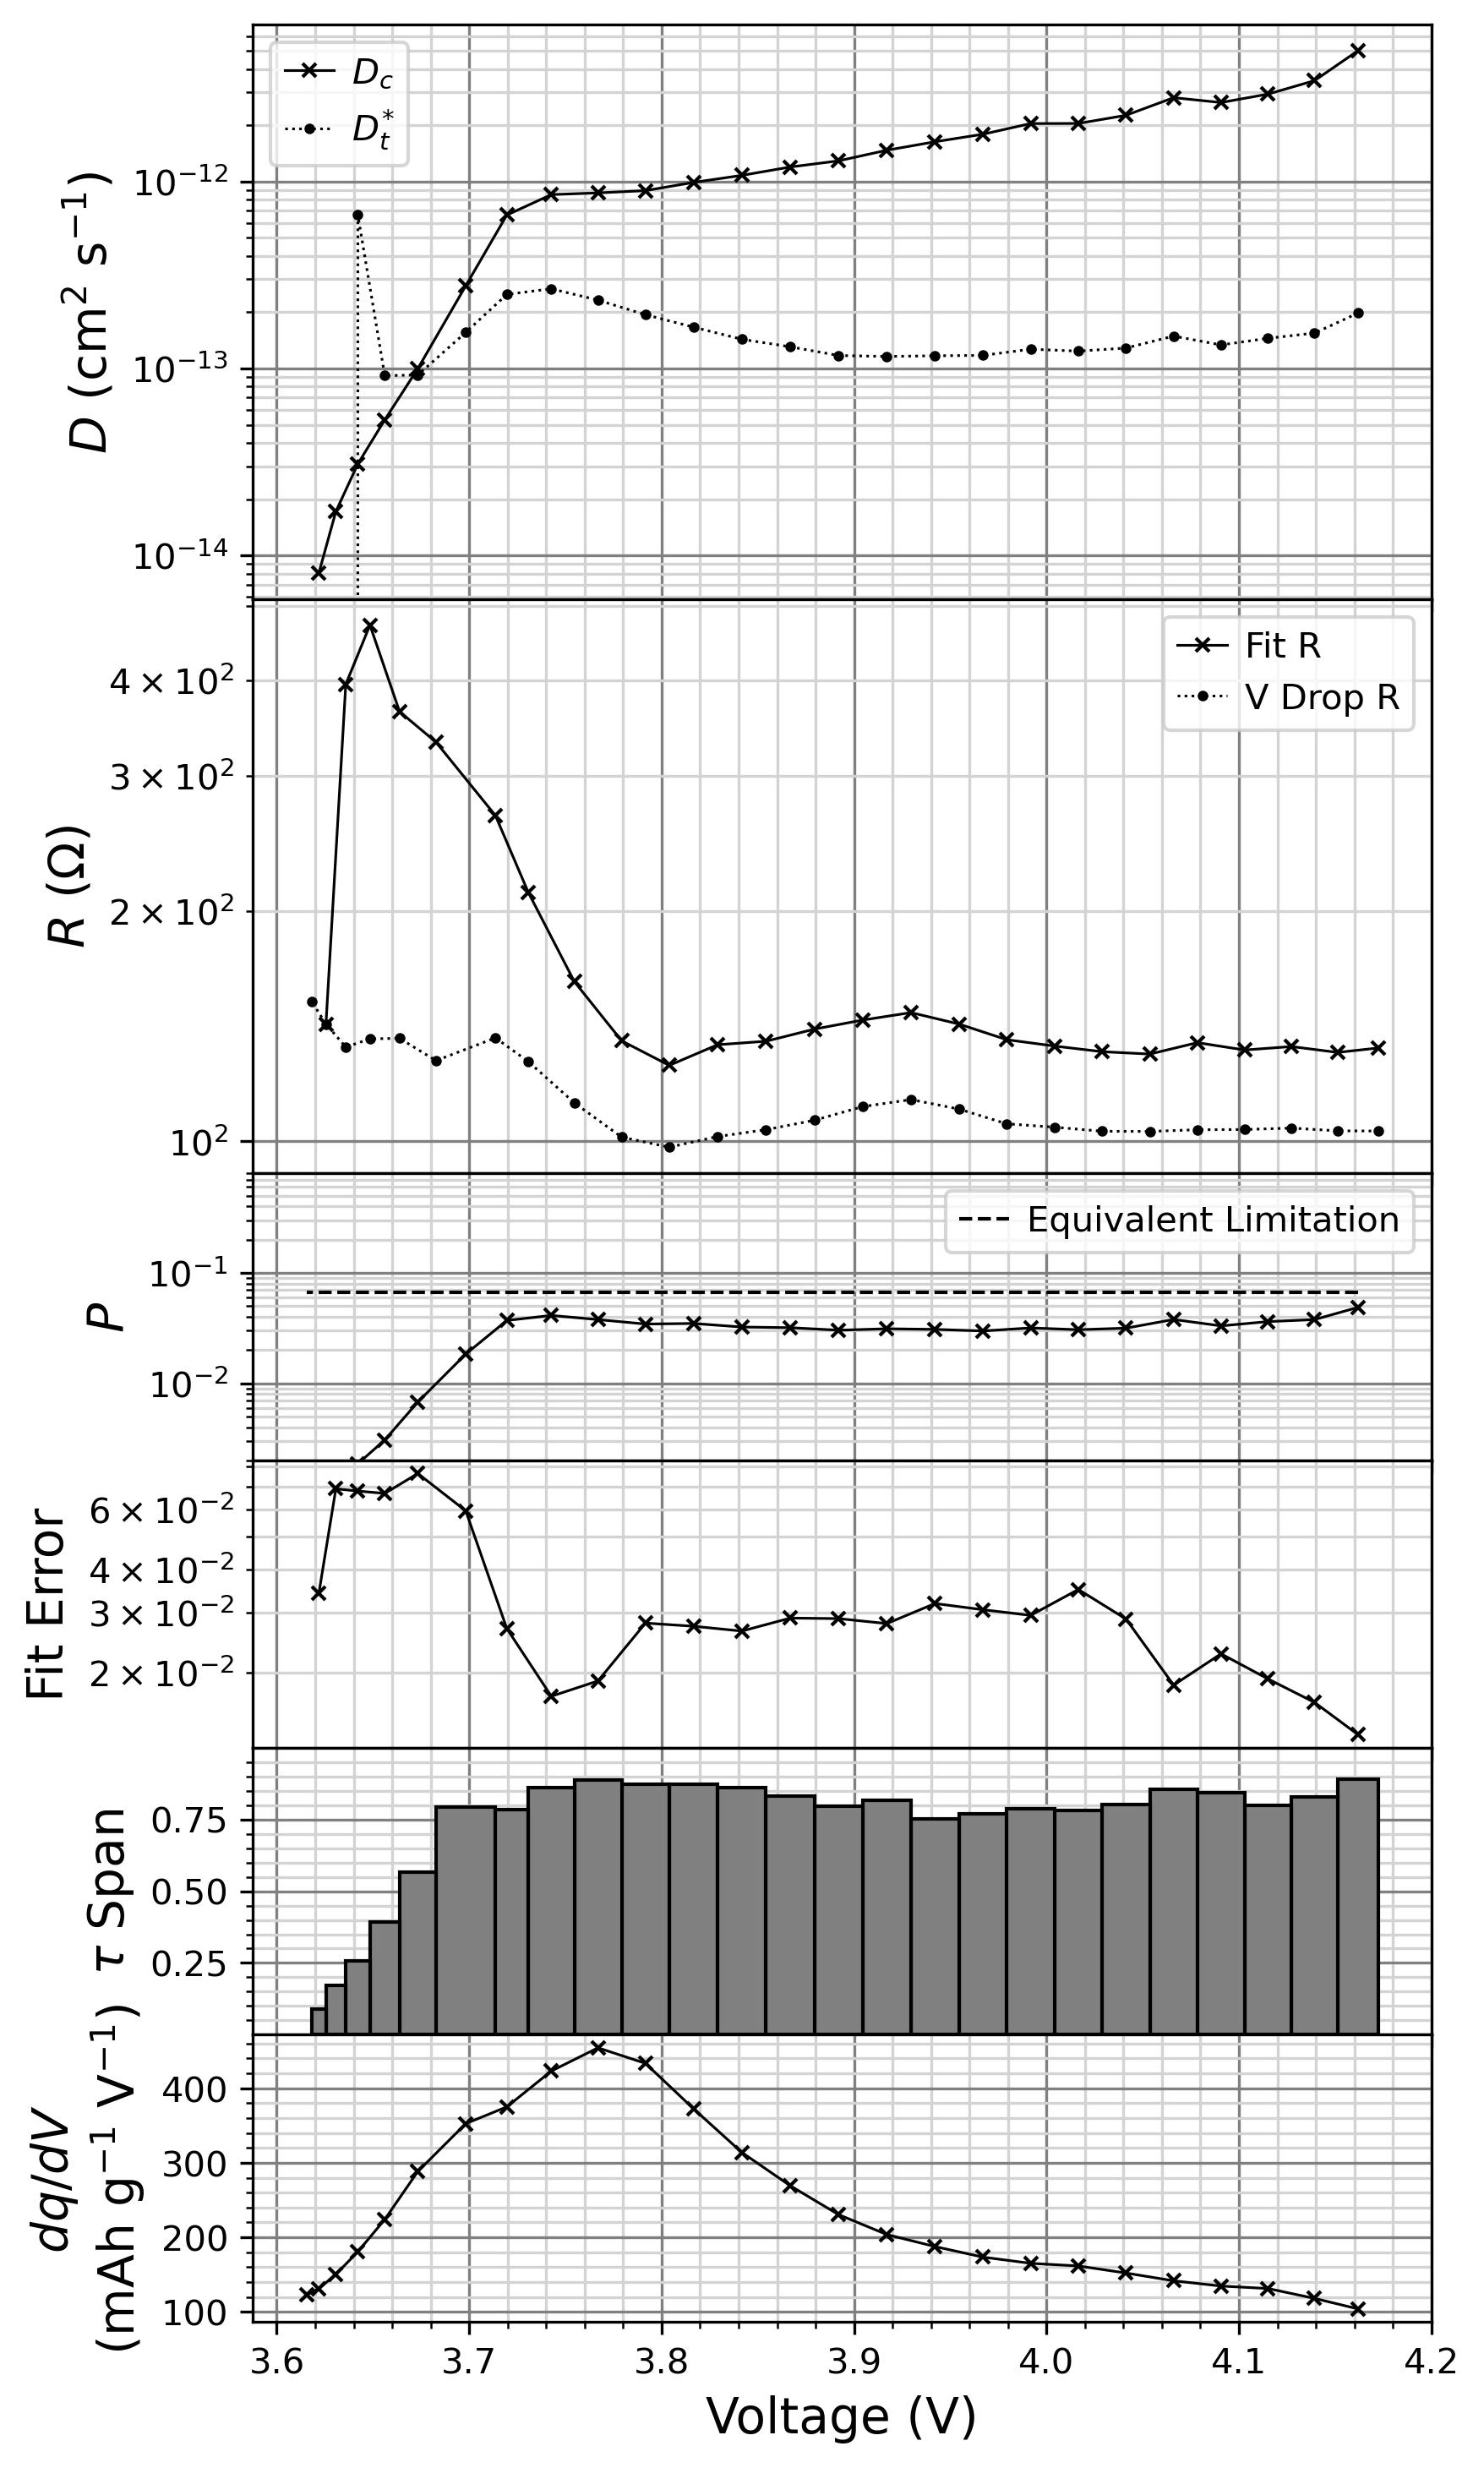 D_c
D_t^*
10^−12
10^−13
10^−14
D (cm^2 s^−1)
Fit R
V Drop R
4 × 10^2
3 × 10^2
2 × 10^2
10^2
R (Ω)
Equivalent Limitation
10^−1
10^−2
P
6 × 10^−2
4 × 10^−2
3 × 10^−2
2 × 10^−2
Fit Error
0.75
0.50
0.25
τ Span
400
300
200
100
dq/dV
(mAh g^−1 V^−1)
3.6 3.7 3.8 3.9 4.0 4.1 4.2
Voltage (V)